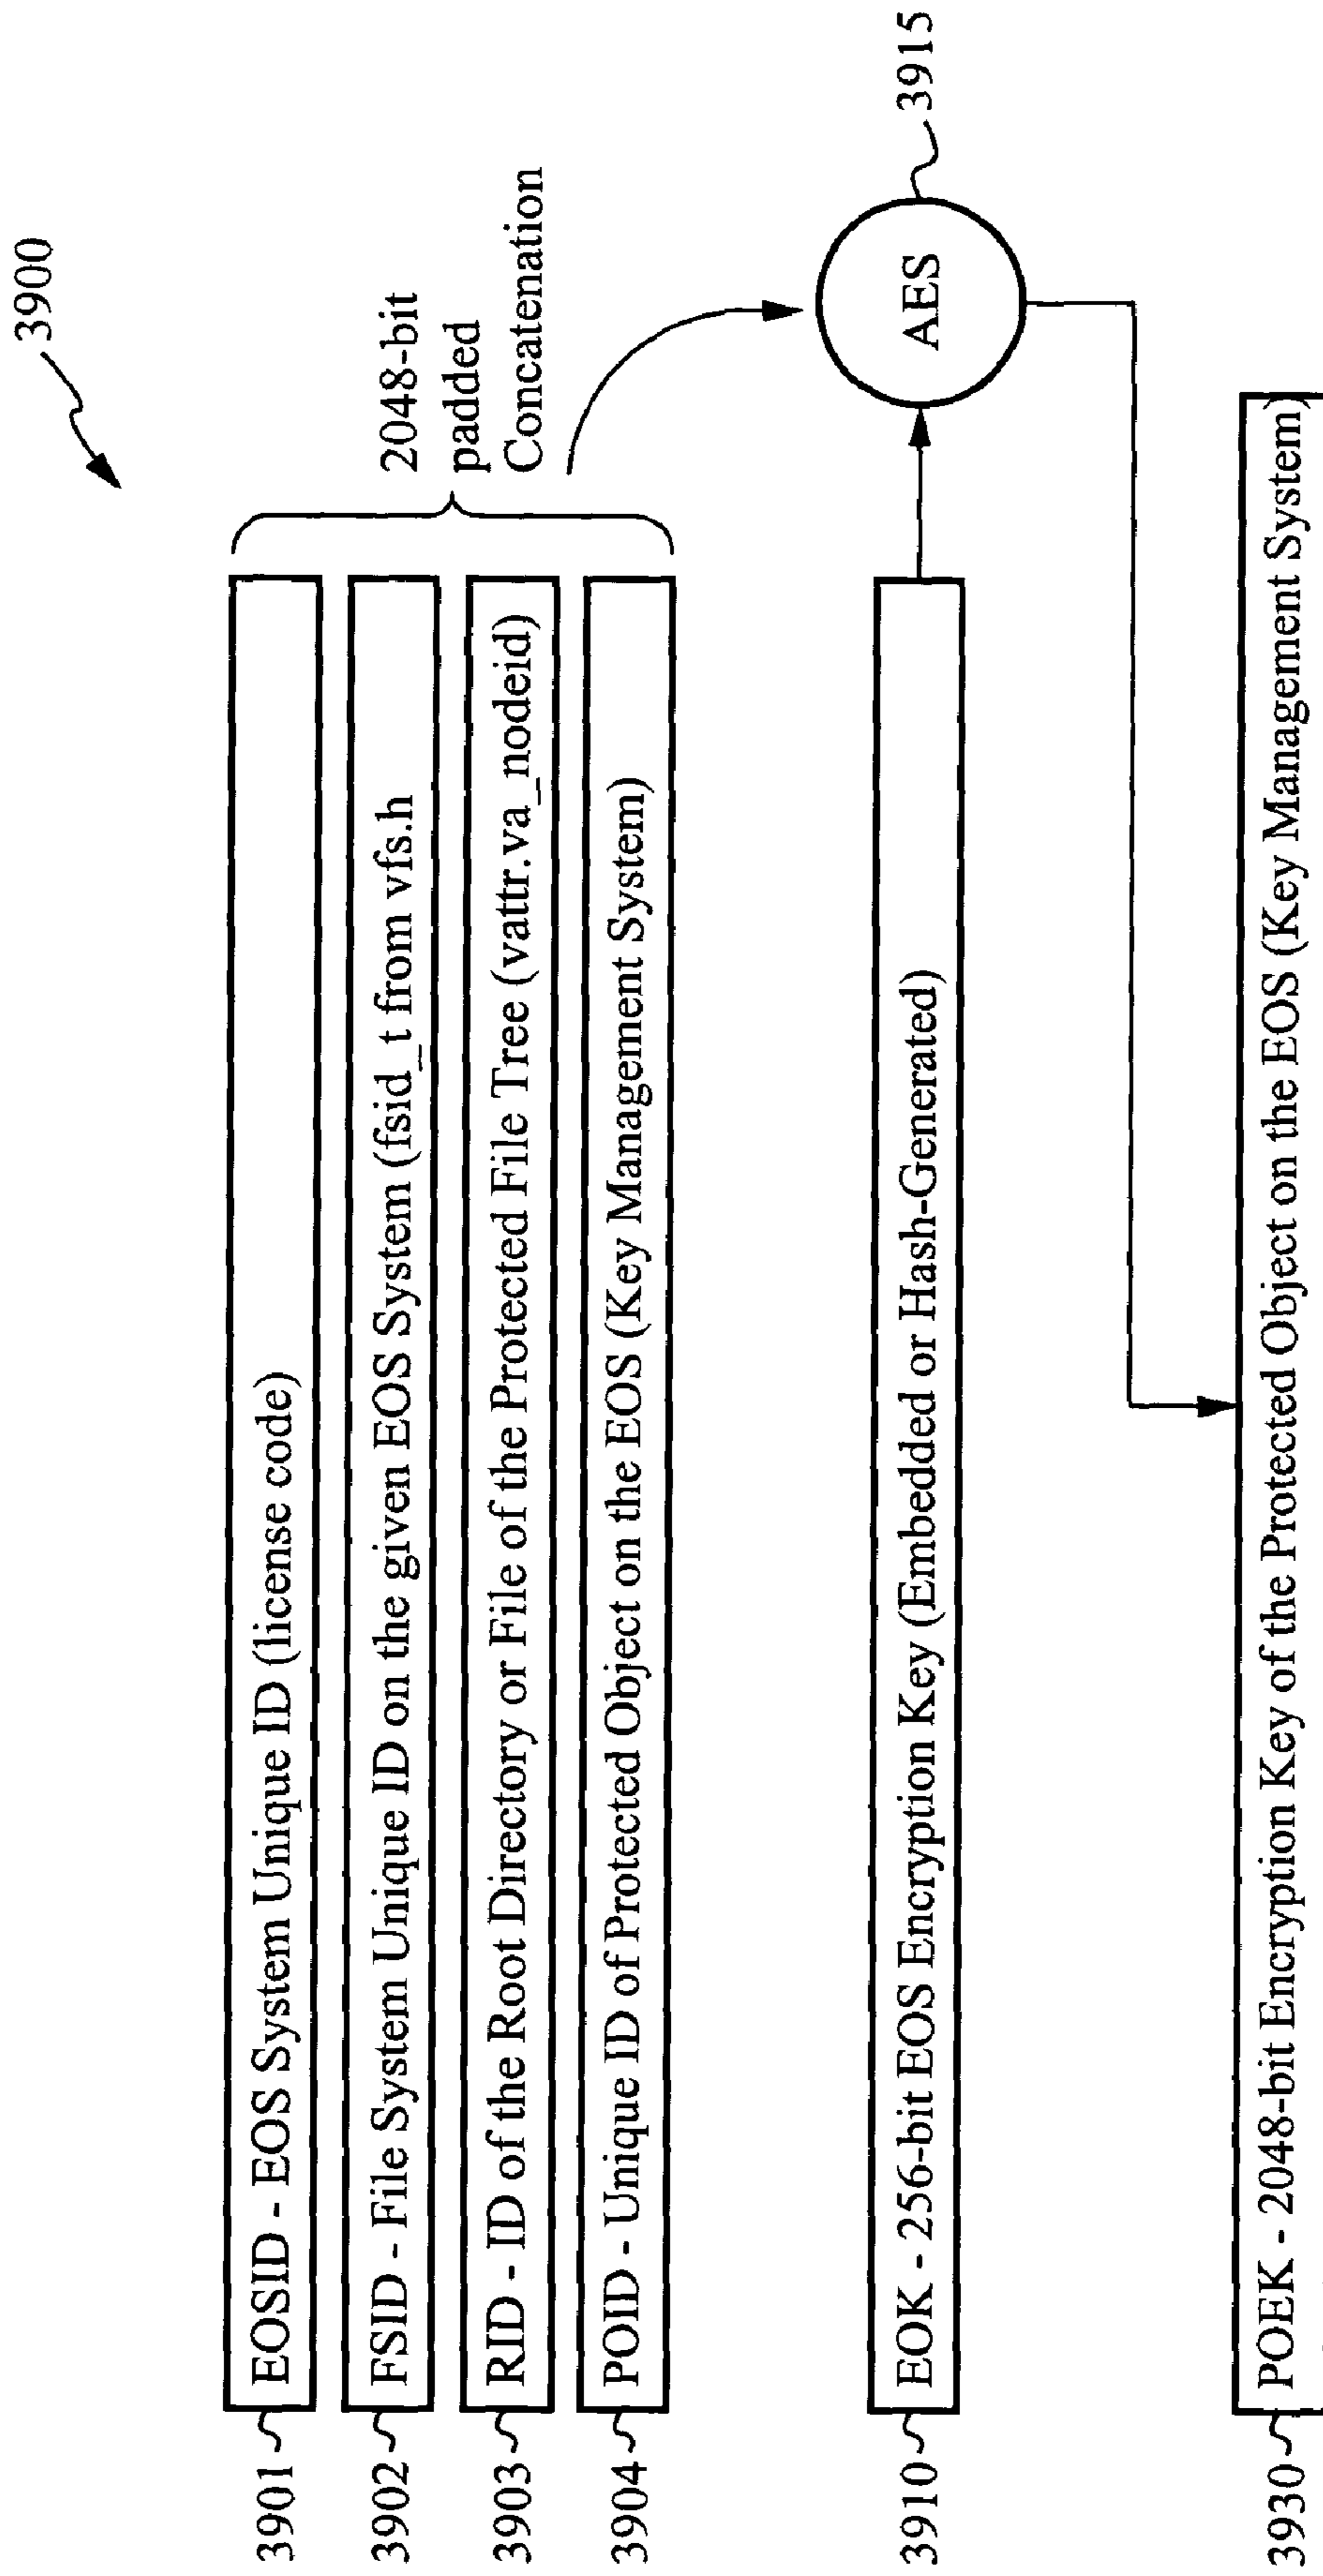 3900
3901
EOSID - EOS System Unique ID (license code)
3902
FSID - File System Unique ID on the given EOS System (fsid_t from vfs.h
3903
RID - ID of the Root Directory or File of the Protected File Tree (vattr.va_nodeid)
3904
POID - Unique ID of Protected Object on the EOS (Key Management System)
2048-bit
padded
Concatenation
3910
EOK - 256-bit EOS Encryption Key (Embedded or Hash-Generated)
AES
3915
3930
POEK - 2048-bit Encryption Key of the Protected Object on the EOS (Key Management System)